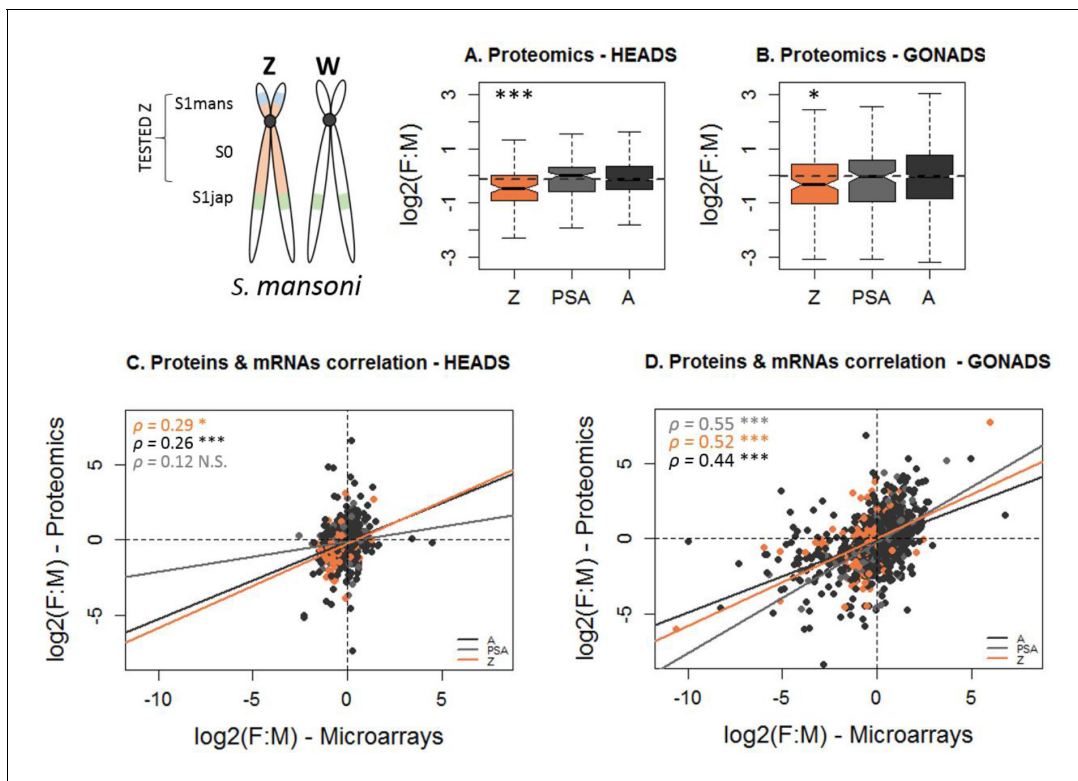 Z W
TESTED Z
S1mans
S0
S1jap
S. mansoni
A. Proteomics - HEADS
***
log2(F:M)
3
1
-1
-3
Z PSA A
B. Proteomics - GONADS
*
log2(F:M)
3
1
-1
-3
Z PSA A
C. Proteins & mRNAs correlation - HEADS
ρ = 0.29 *
ρ = 0.26 ***
ρ = 0.12 N.S.
log2(F:M) - Proteomics
5
0
-5
A
PSA
Z
-10 -5 0 5
log2(F:M) - Microarrays
D. Proteins & mRNAs correlation - GONADS
ρ = 0.55 ***
ρ = 0.52 ***
ρ = 0.44 ***
log2(F:M) - Proteomics
5
0
-5
A
PSA
Z
-10 -5 0 5
log2(F:M) - Microarrays